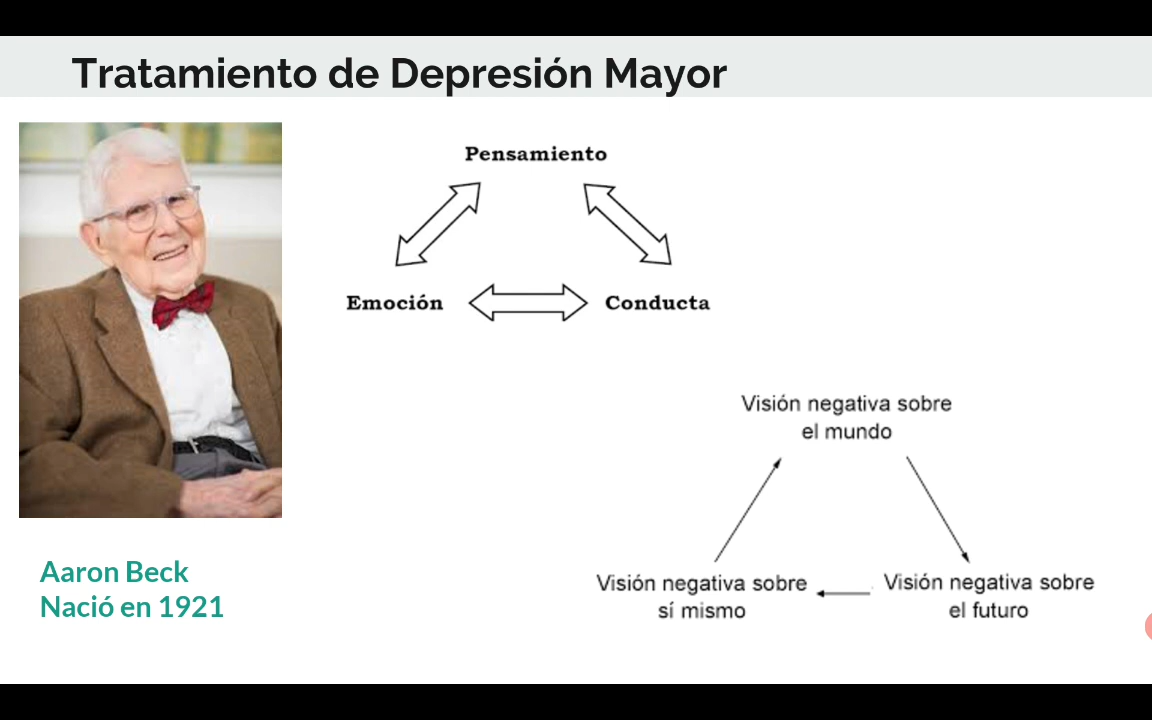 Tratamiento de Depresión Mayor
Pensamiento
Emoción
Conducta
Visión negativa sobre
el mundo
Visión negativa sobre
sí mismo
Visión negativa sobre
el futuro
Aaron Beck
Nació en 1921